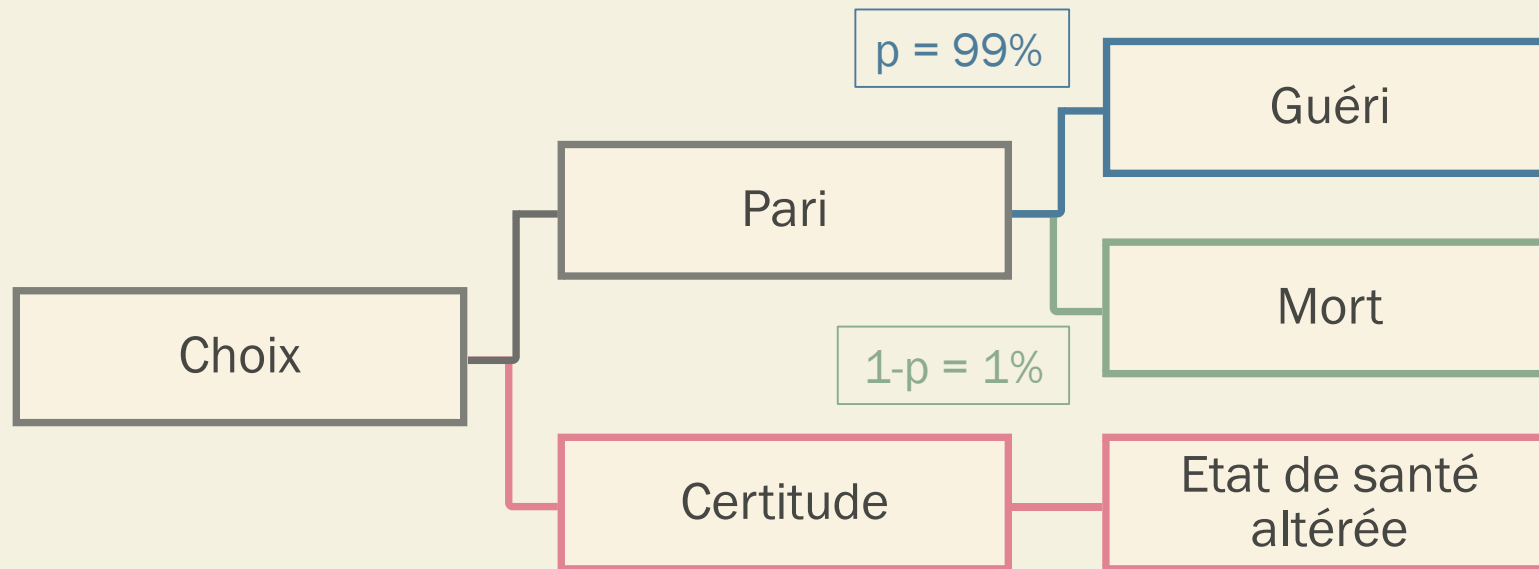 p = 99%
Guéri
Pari
Mort
Choix
1-p = 1%
Certitude
Etat de santé
altérée